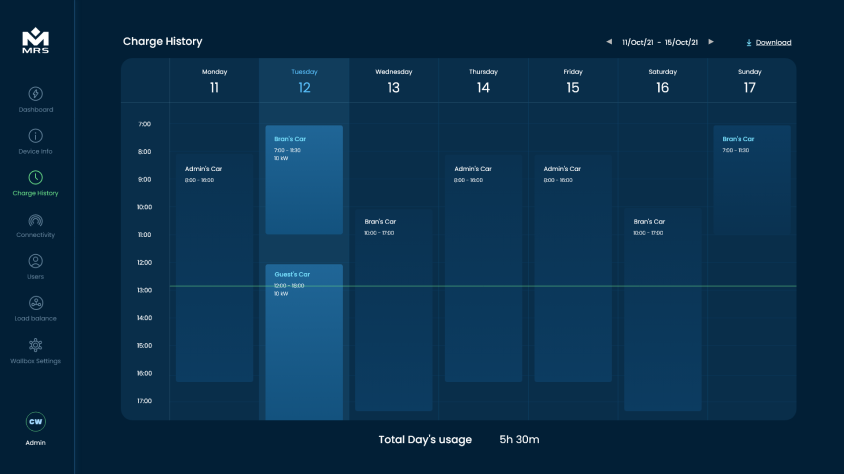 MRS
Charge History
11/Oct/21 - 15/Oct/21
Download
Monday
11
Tuesday
12
Wednesday
13
Thursday
14
Friday
15
Saturday
16
Sunday
17
Dashboard
Device Info
Charge History
Connectivity
Users
Load balance
Wallbox Settings
CW
Admin
7:00
8:00
9:00
10:00
11:00
12:00
13:00
14:00
15:00
16:00
17:00
Admin's Car
8:00 - 16:00
Bran's Car
7:00 - 11:30
10 kW
Guest's Car
12:00 - 18:00
10 kW
Bran's Car
10:00 - 17:00
Admin's Car
8:00 - 16:00
Admin's Car
8:00 - 16:00
Bran's Car
10:00 - 17:00
Bran's Car
7:00 - 11:30
Total Day's usage 5h 30m